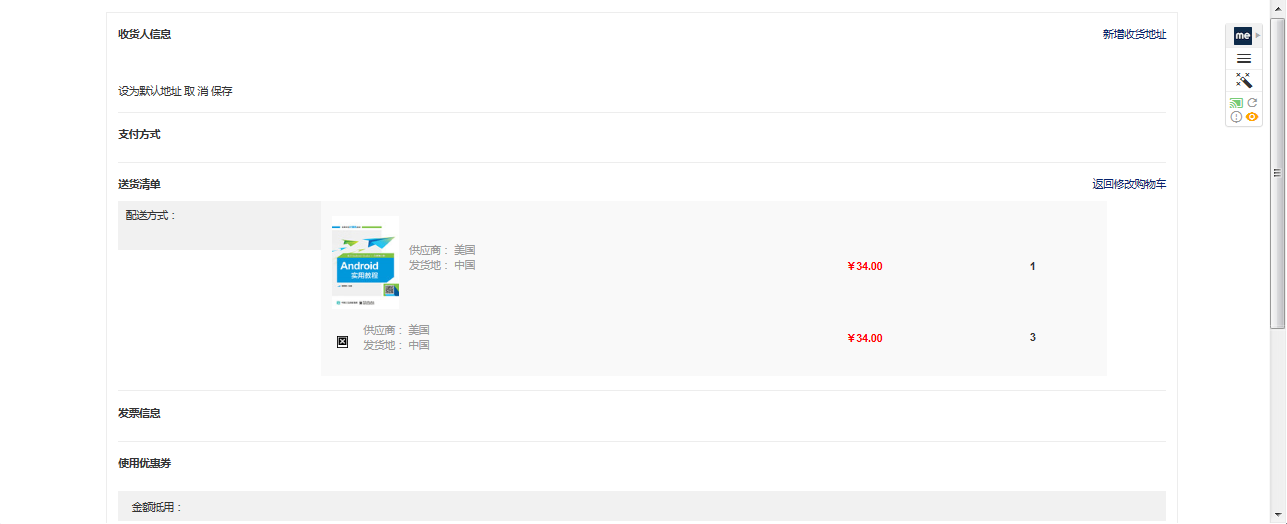 收货人信息 新增收货地址
设为默认地址 取 消 保存
支付方式
送货清单 返回修改购物车
配送方式：
Android
实用教程
供应商： 美国
发货地： 中国
￥34.00 1
供应商： 美国
发货地： 中国
￥34.00 3
发票信息
使用优惠券
金额抵用：
me